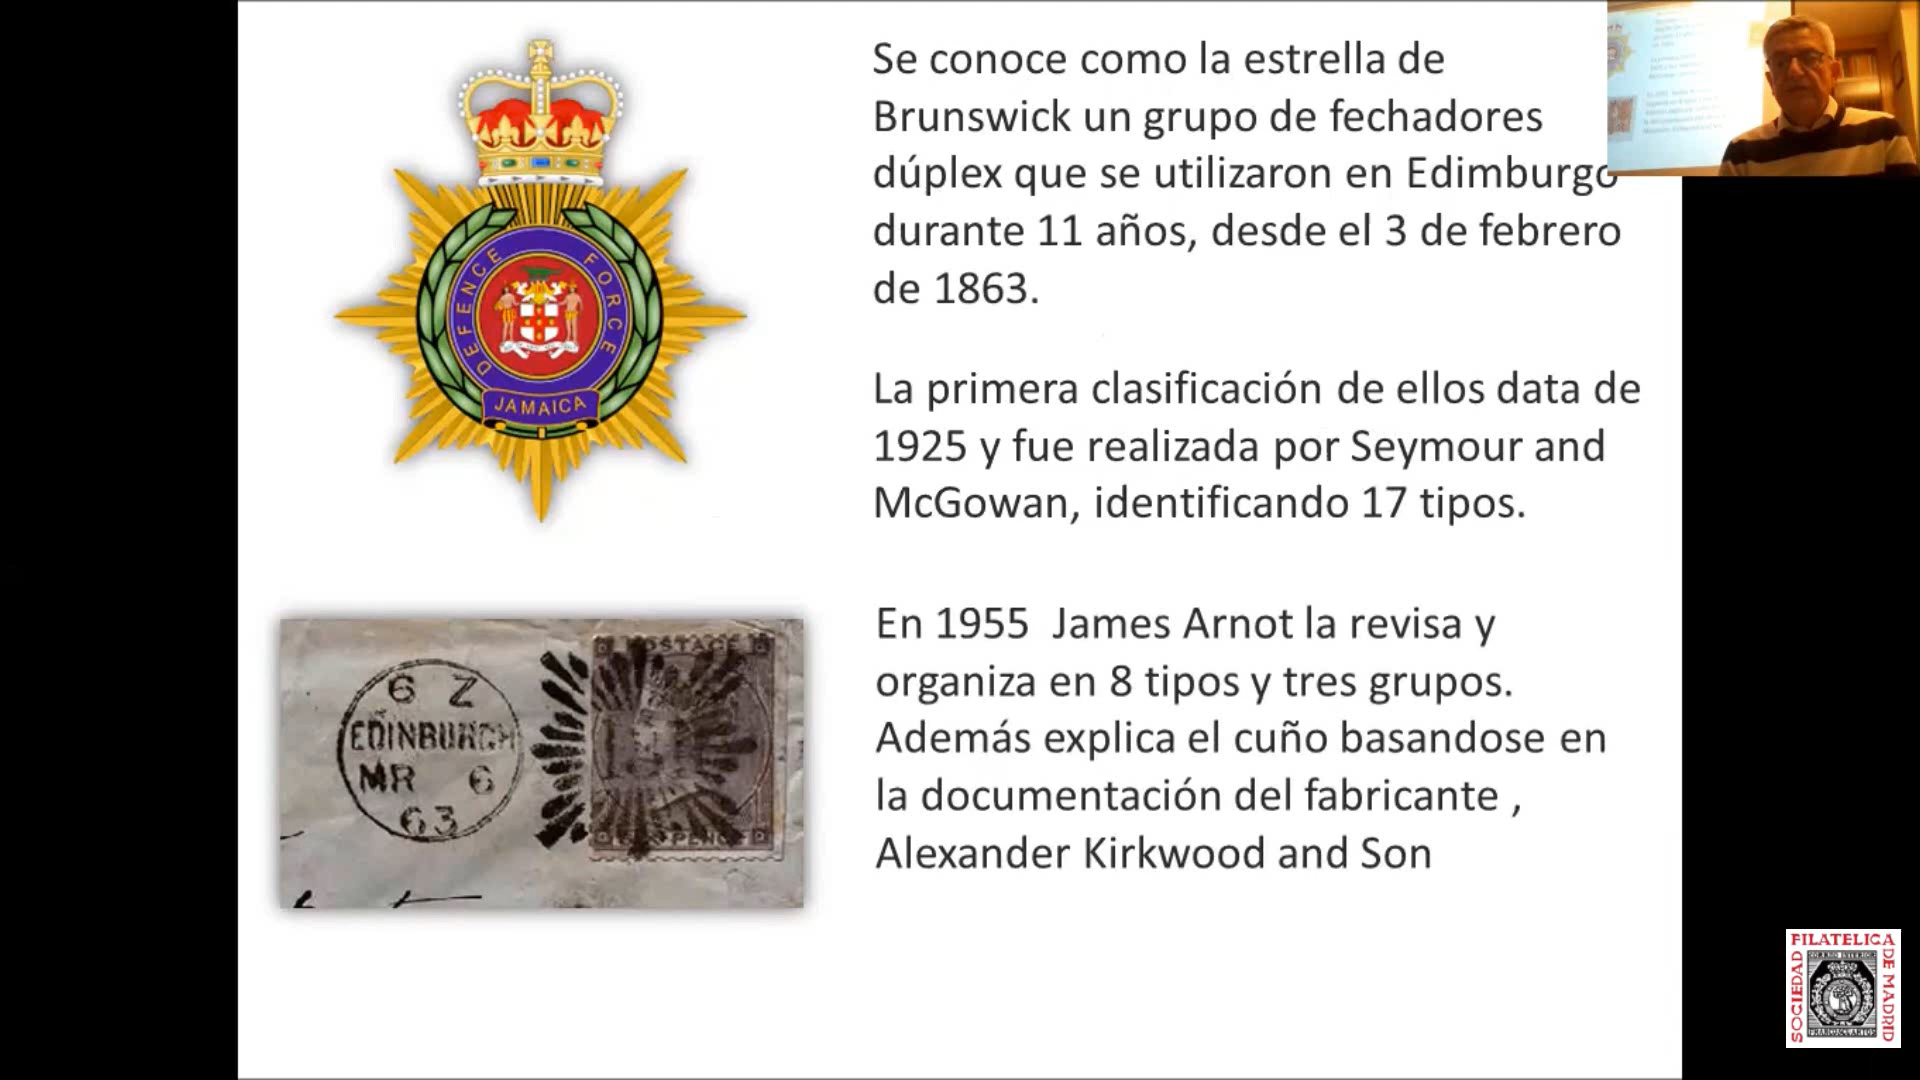 Se conoce como la estrella de
Brunswick un grupo de fechadores
dúplex que se utilizaron en Edimburgo
durante 11 años, desde el 3 de febrero
de 1863.
La primera clasificación de ellos data de
1925 y fue realizada por Seymour and
McGowan, identificando 17 tipos.
En 1955 James Arnot la revisa y
organiza en 8 tipos y tres grupos.
Además explica el cuño basandose en
la documentación del fabricante ,
Alexander Kirkwood and Son
DEFENCE FORCE
JAMAICA
6 Z
EDINBURGH
MR 6
63
POSTAGE
SIX PENCE
SOCIEDAD
FILATELICA
DE MADRID
CORREO INTERIOR